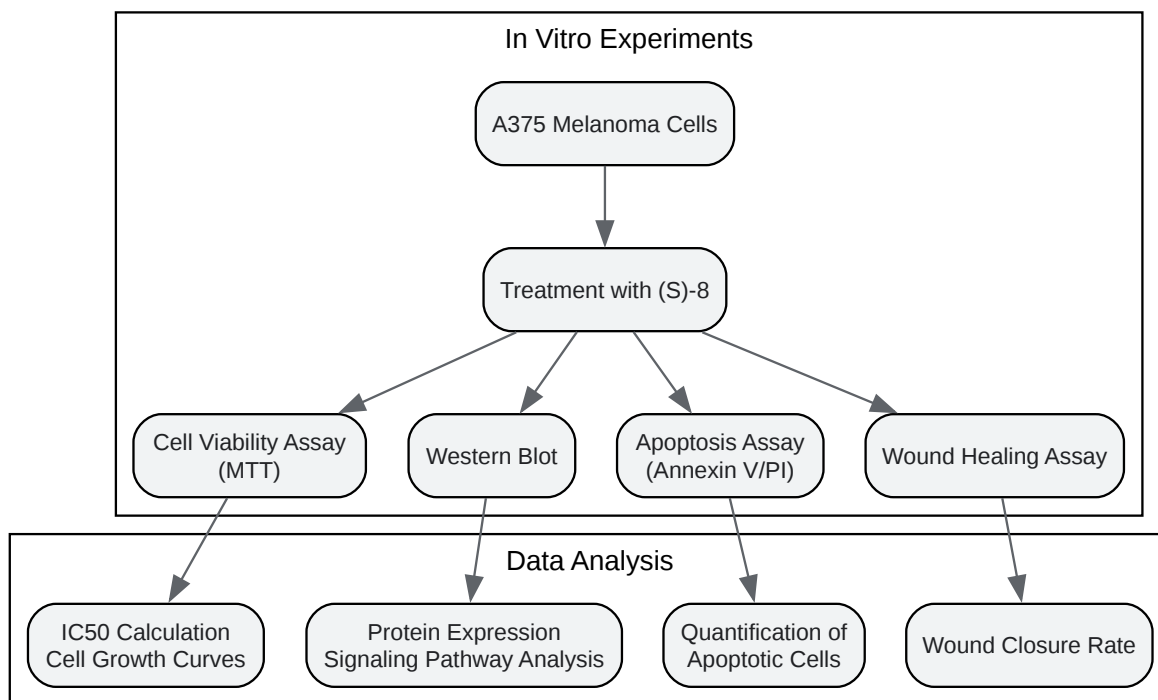 In Vitro Experiments
A375 Melanoma Cells
Treatment with (S)-8
Cell Viability Assay
(MTT)
Western Blot
Apoptosis Assay
(Annexin V/PI)
Wound Healing Assay
Data Analysis
IC50 Calculation
Cell Growth Curves
Protein Expression
Signaling Pathway Analysis
Quantification of
Apoptotic Cells
Wound Closure Rate